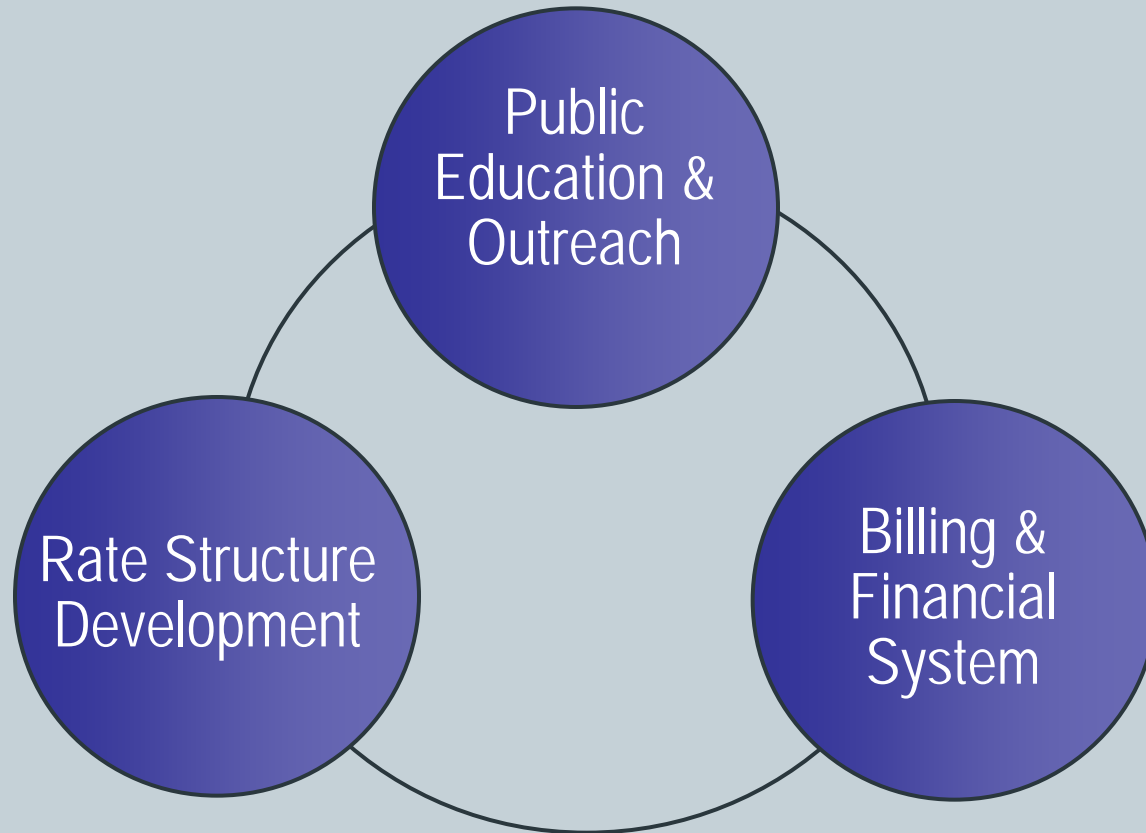 Public
Education &
Outreach
Rate Structure
Development
Billing &
Financial
System